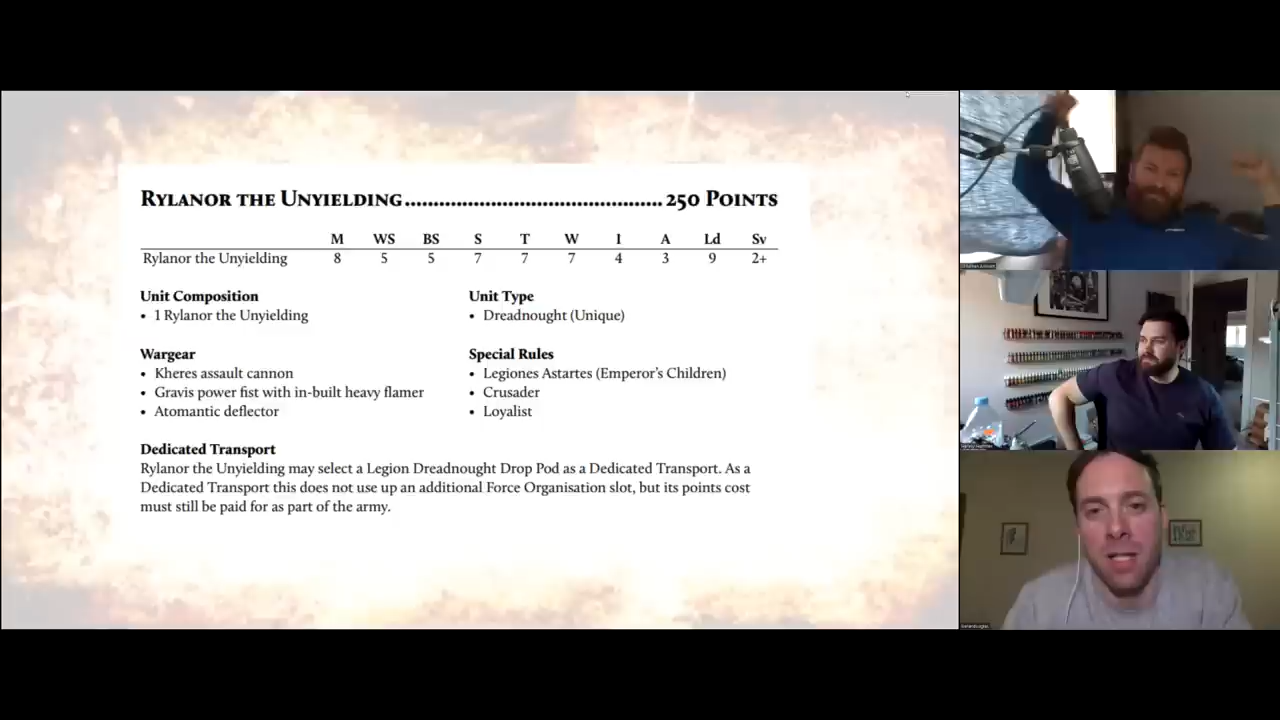 RYLANOR THE UNYIELDING............................................ 250 POINTS
M WS BS S T W I A Ld Sv
Rylanor the Unyielding 8 5 5 7 7 7 4 3 9 2+
Unit Composition
• 1 Rylanor the Unyielding
Unit Type
• Dreadnought (Unique)
Wargear
• Kheres assault cannon
• Gravis power fist with in-built heavy flamer
• Atomantic deflector
Special Rules
• Legiones Astartes (Emperor's Children)
• Crusader
• Loyalist
Dedicated Transport
Rylanor the Unyielding may select a Legion Dreadnought Drop Pod as a Dedicated Transport. As a
Dedicated Transport this does not use up an additional Force Organisation slot, but its points cost
must still be paid for as part of the army.